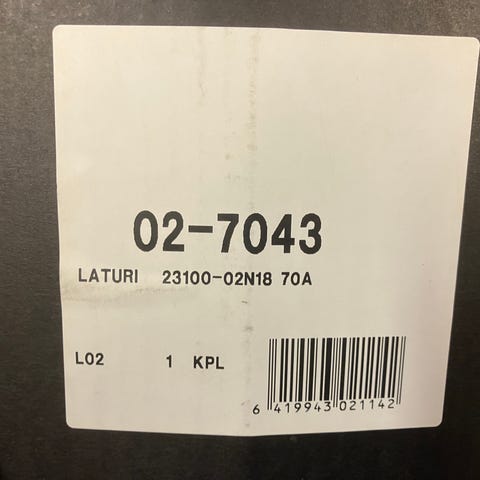 02-7043
LATURI 23100-02N18 70A
L02 1 KPL
6 419943 021142